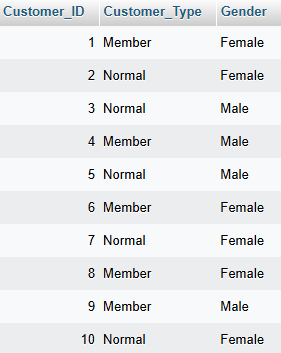 Customer_ID Customer_Type Gender
1 Member Female
2 Normal Female
3 Normal Male
4 Member Male
5 Normal Male
6 Member Female
7 Normal Female
8 Member Female
9 Member Male
10 Normal Female